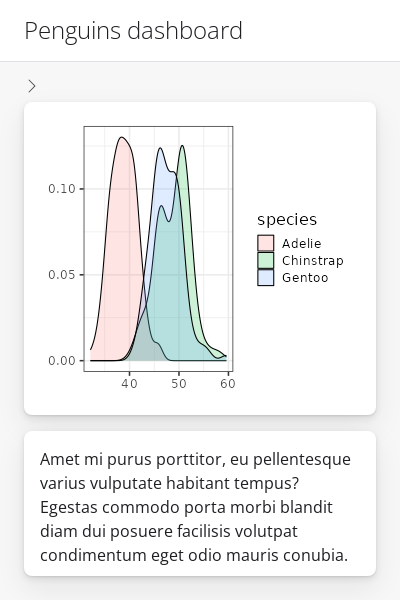 Penguins dashboard
0.10
0.05
0.00
40 50 60
species
Adelie
Chinstrap
Gentoo
Amet mi purus porttitor, eu pellentesque
varius vulputate habitant tempus?
Egestas commodo porta morbi blandit
diam dui posuere facilisis volutpat
condimentum eget odio mauris conubia.